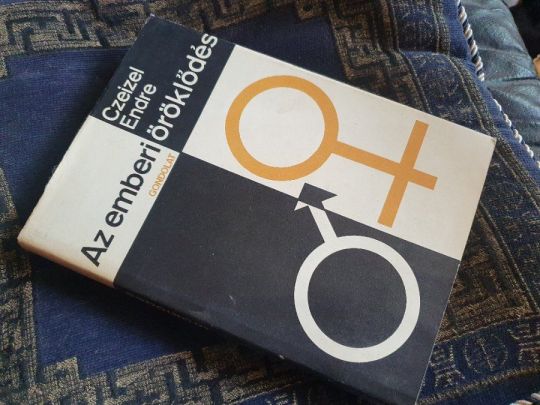 Czeizel
Endre
Az emberi öröklődés
GONDOLAT